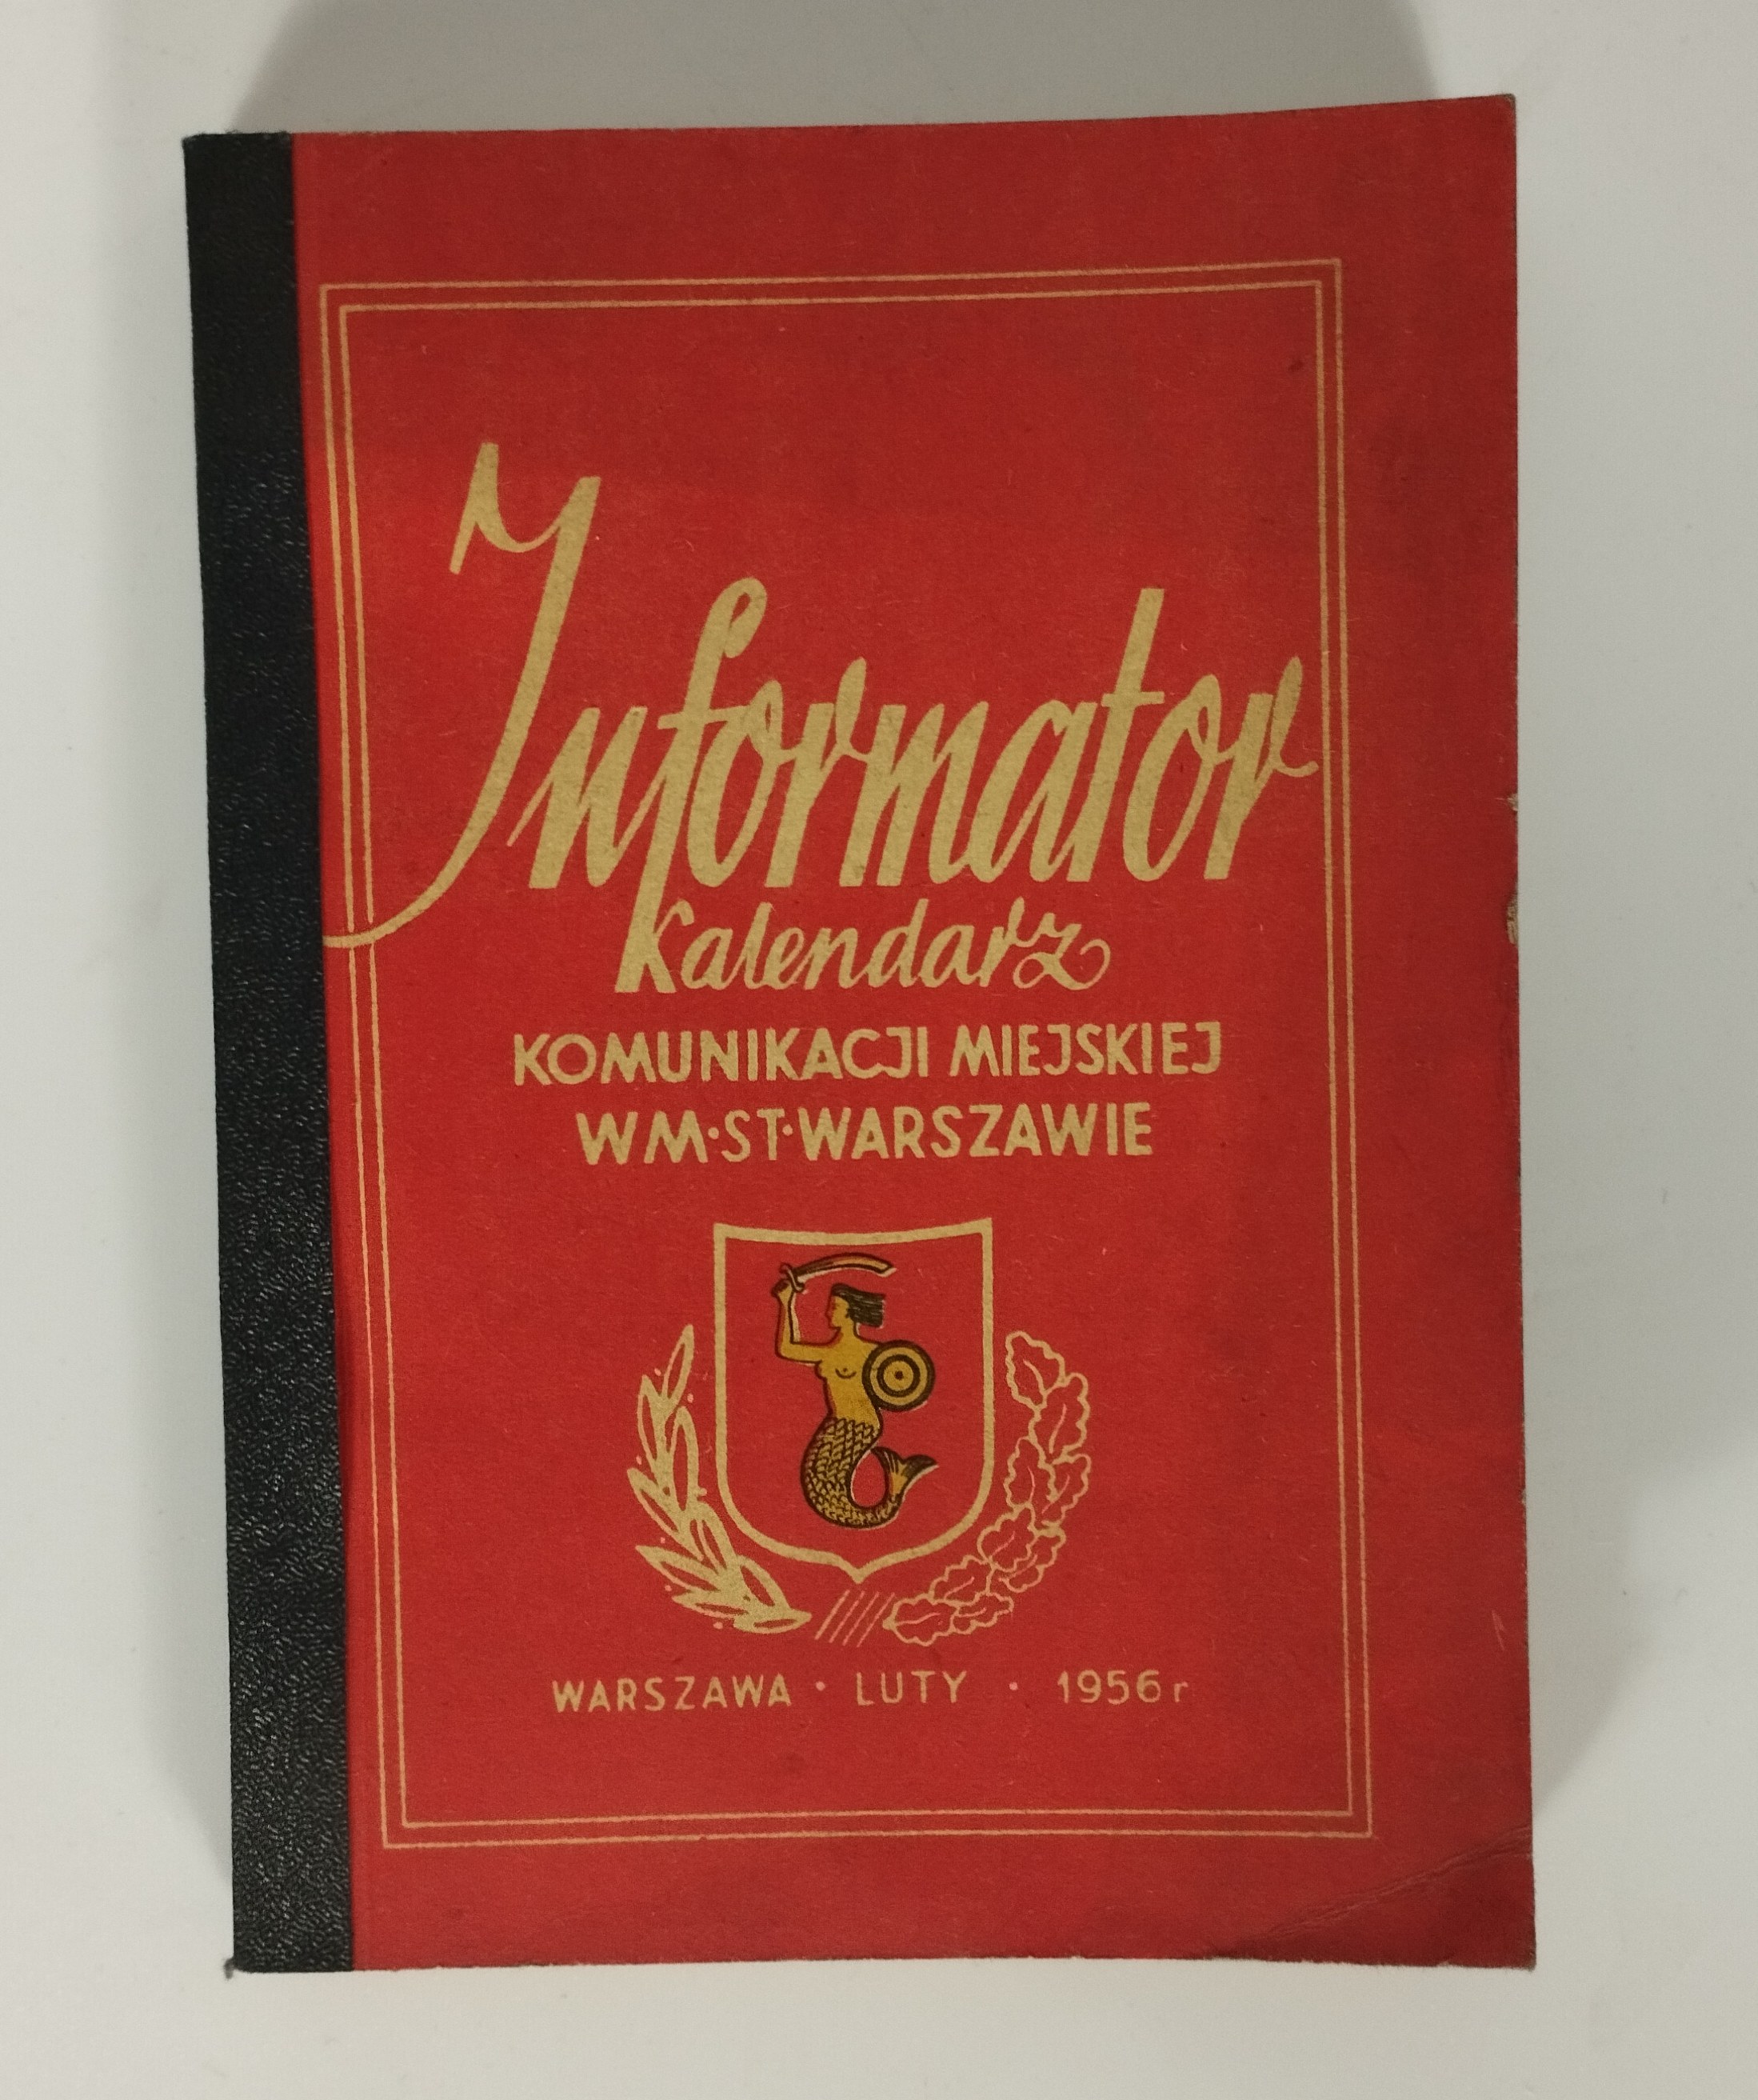 Informator
Kalendarz
KOMUNIKACJI MIEJSKIEJ
W M·ST·WARSZAWIE
WARSZAWA · LUTY · 1956 r